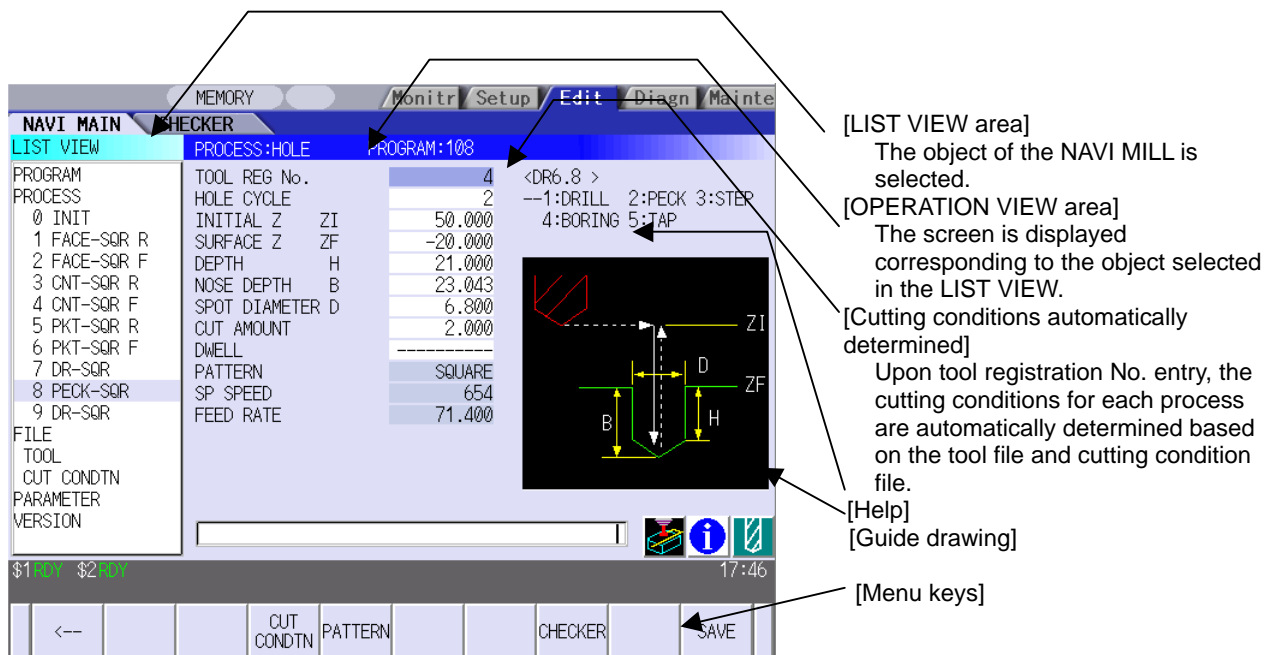 MEMORY
Monitr Setup Edit Diagn Mainte
NAVI MAIN CHECKER
LIST VIEW PROCESS:HOLE PROGRAM:108
PROGRAM
PROCESS
0 INIT
1 FACE-SQR R
2 FACE-SQR F
3 CNT-SQR R
4 CNT-SQR F
5 PKT-SQR R
6 PKT-SQR F
7 DR-SQR
8 PECK-SQR
9 DR-SQR
FILE
TOOL
CUT CONDTN
PARAMETER
VERSION
TOOL REG No. 4
HOLE CYCLE 2
INITIAL Z ZI 50.000
SURFACE Z ZF -20.000
DEPTH H 21.000
NOSE DEPTH B 23.043
SPOT DIAMETER D 6.800
CUT AMOUNT 2.000
DWELL ----------
PATTERN SQUARE
SP SPEED 654
FEED RATE 71.400
<DR6.8 >
--1:DRILL 2:PECK 3:STEP
4:BORING 5:TAP
ZI
D
ZF
B
H
$1 RDY $2 RDY 17:46
<-- CUT CONDTN PATTERN CHECKER SAVE
[LIST VIEW area]
The object of the NAVI MILL is
selected.
[OPERATION VIEW area]
The screen is displayed
corresponding to the object selected
in the LIST VIEW.
[Cutting conditions automatically
determined]
Upon tool registration No. entry, the
cutting conditions for each process
are automatically determined based
on the tool file and cutting condition
file.
[Help]
[Guide drawing]
[Menu keys]